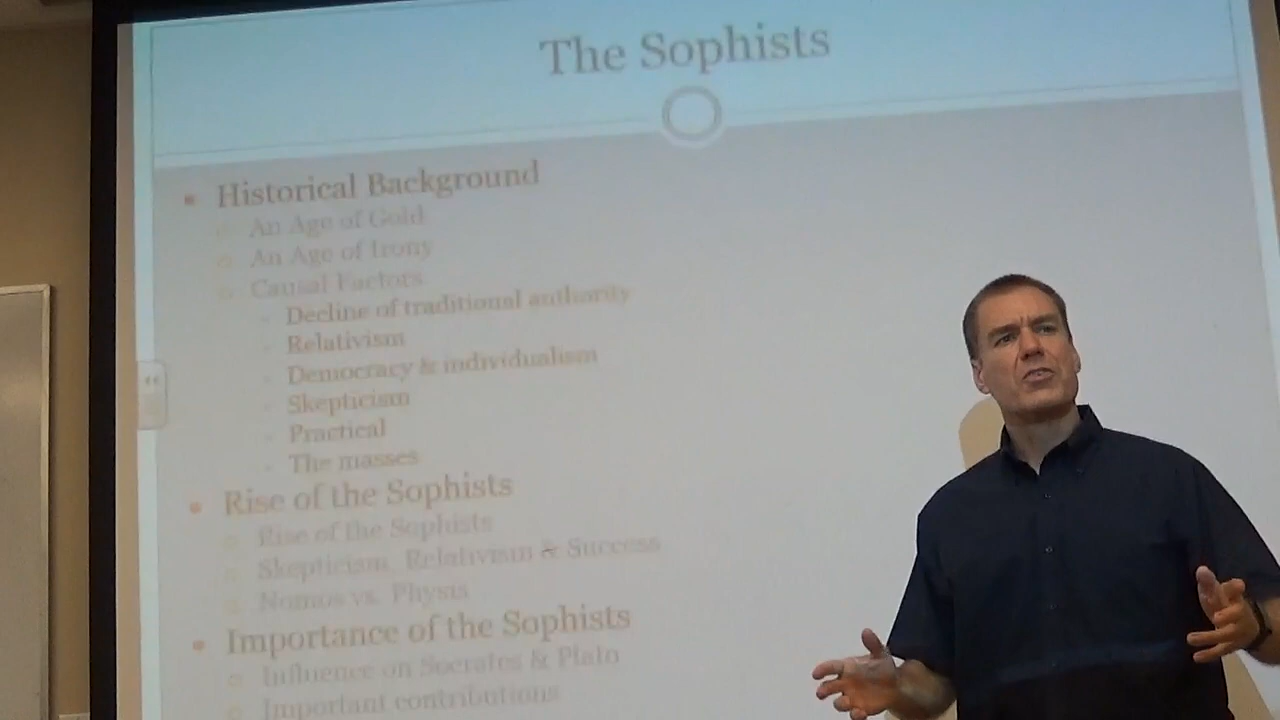 The Sophists
Historical Background
An Age of Gold
An Age of Irony
Causal Factors
Decline of traditional authority
Relativism
Democracy & individualism
Skepticism
Practical
The masses
Rise of the Sophists
Rise of the Sophists
Skepticism, Relativism & Success
Nomos vs. Physis
Importance of the Sophists
Influence on Socrates & Plato
Important contributions